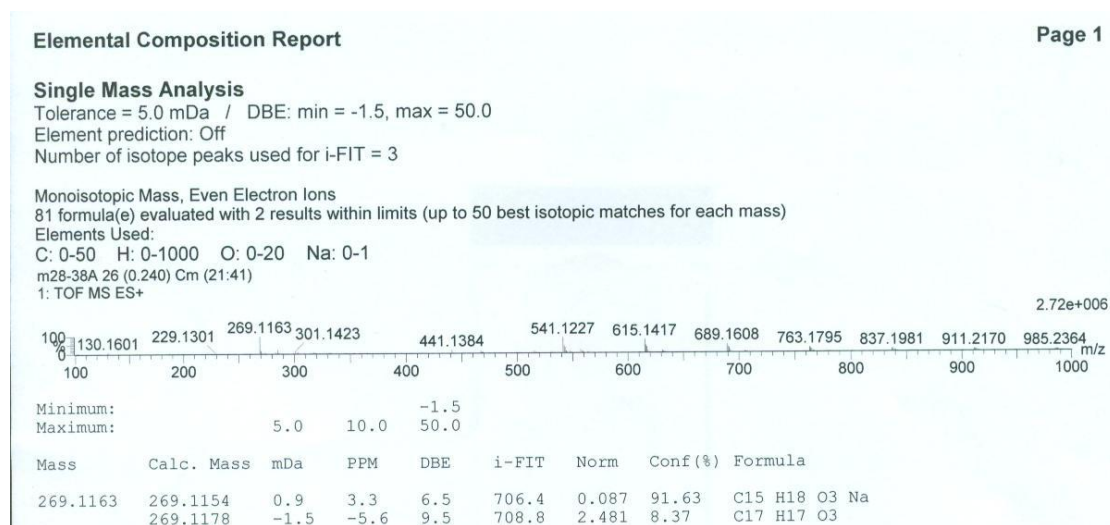 Elemental Composition Report Page 1
Single Mass Analysis
Tolerance = 5.0 mDa / DBE: min = -1.5, max = 50.0
Element prediction: Off
Number of isotope peaks used for i-FIT = 3
Monoisotopic Mass, Even Electron Ions
81 formula(e) evaluated with 2 results within limits (up to 50 best isotopic matches for each mass)
Elements Used:
C: 0-50 H: 0-1000 O: 0-20 Na: 0-1
m28-38A 26 (0.240) Cm (21:41)
1: TOF MS ES+
2.72e+006
100 130.1601 229.1301 269.1163 301.1423 441.1384 541.1227 615.1417 689.1608 763.1795 837.1981 911.2170 985.2364
%
0 m/z
100 200 300 400 500 600 700 800 900 1000
Minimum: -1.5
Maximum: 5.0 10.0 50.0
Mass Calc. Mass mDa PPM DBE i-FIT Norm Conf(%) Formula
269.1163 269.1154 0.9 3.3 6.5 706.4 0.087 91.63 C15 H18 O3 Na
269.1178 -1.5 -5.6 9.5 708.8 2.481 8.37 C17 H17 O3